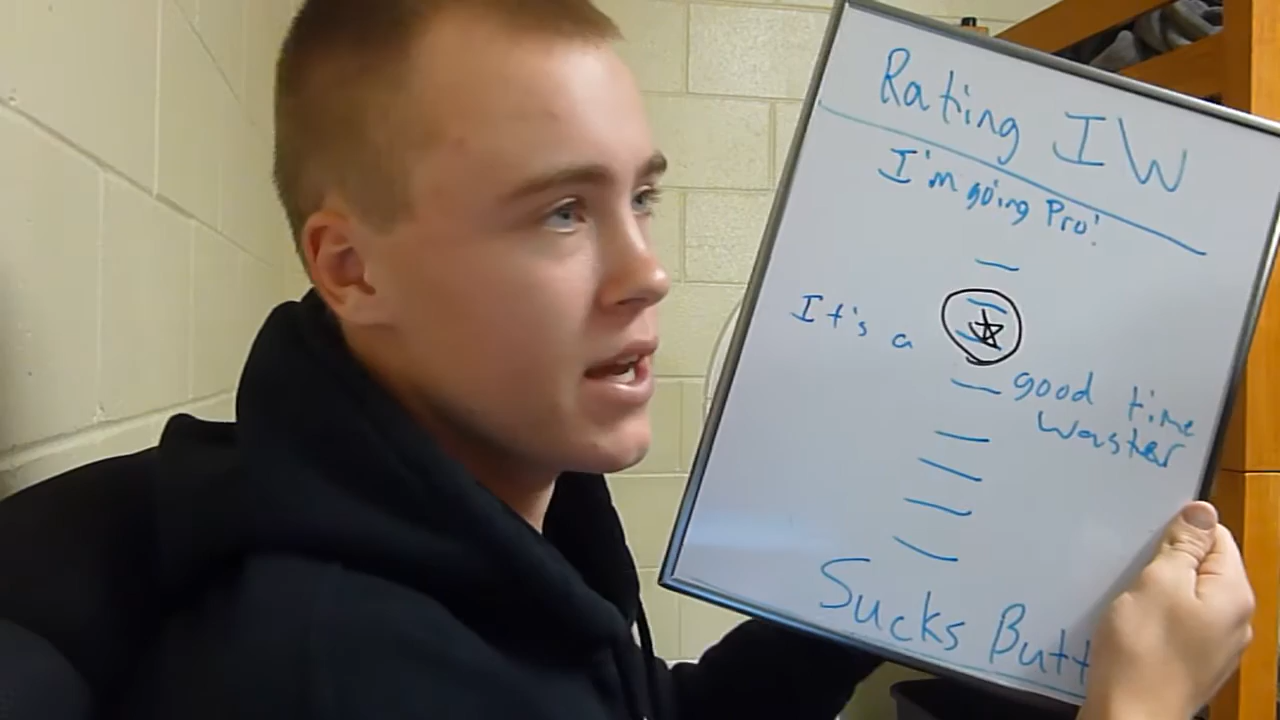 Rating IW
I'm going Pro!
It's a good time
waster
Sucks Butt